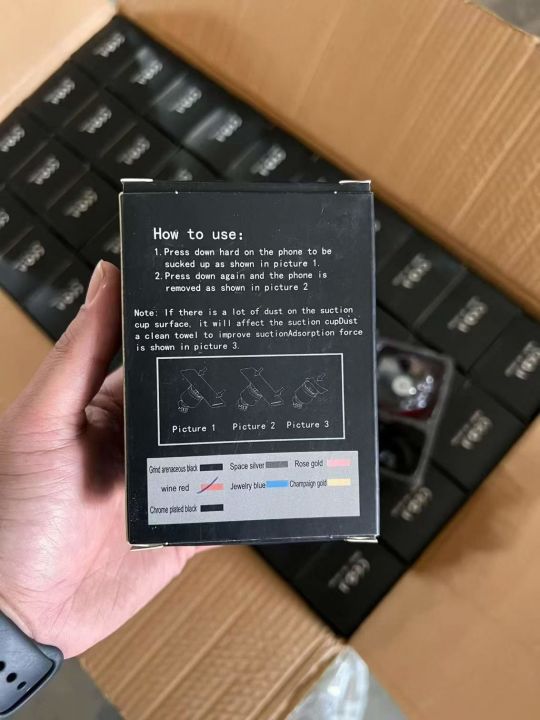 How to use:
1.Press down hard on the phone to be
sucked up as shown in picture 1.
2.Press down again and the phone is
removed as shown in picture 2
Note: If there is a lot of dust on the suction
cup surface, it will affect the suction cupDust
a clean towel to improve suctionAdsorption force
is shown in picture 3.
Picture 1 Picture 2 Picture 3
Grind arenaceous black Space silver Rose gold
wine red Jewelry blue Champaign gold
Chrome plated black